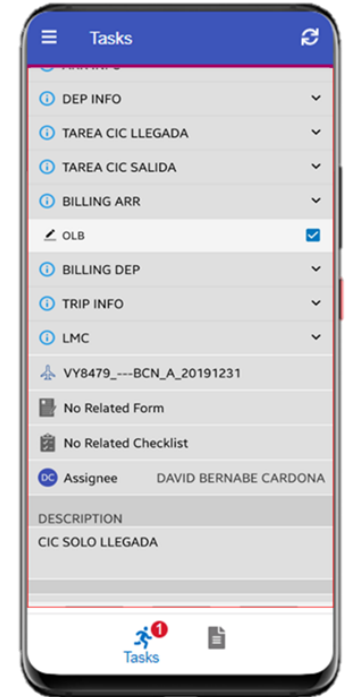 Tasks
DEP INFO
TAREA CIC LLEGADA
TAREA CIC SALIDA
BILLING ARR
OLB
BILLING DEP
TRIP INFO
LMC
VY8479_---BCN_A_20191231
No Related Form
No Related Checklist
DC Assignee DAVID BERNABE CARDONA
DESCRIPTION
CIC SOLO LLEGADA
1
Tasks